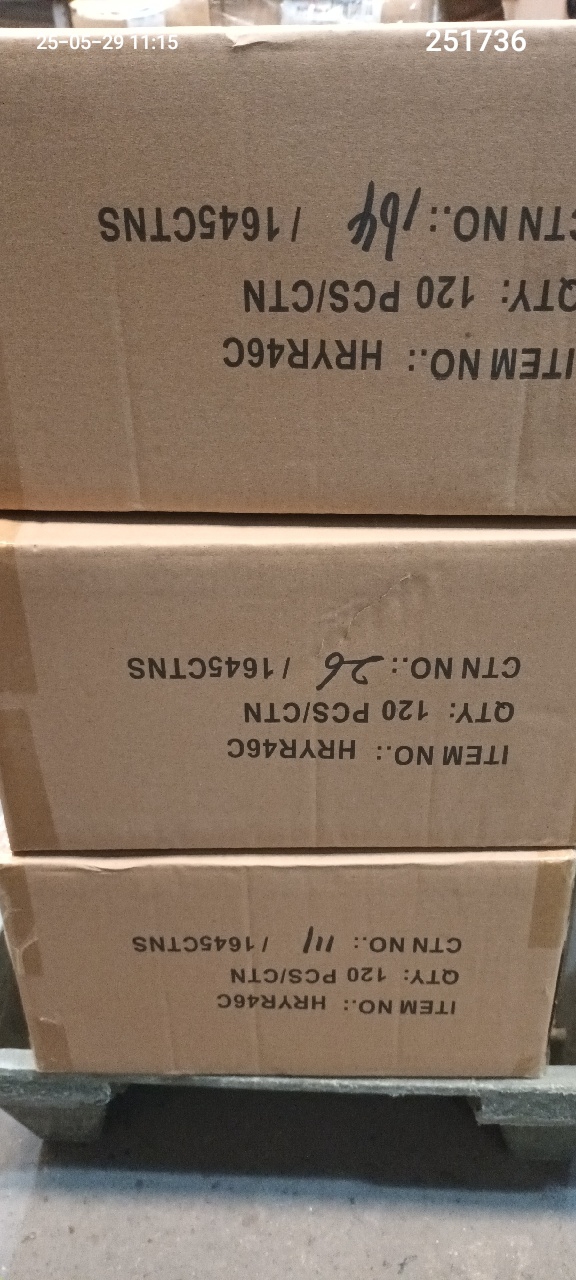 25-05-29 11:15
251736
ITEM NO.: HRYR46C
QTY: 120 PCS/CTN
CTN NO.: 164 / 1645CTNS
ITEM NO.: HRYR46C
QTY: 120 PCS/CTN
CTN NO.: 26 / 1645CTNS
ITEM NO.: HRYR46C
QTY: 120 PCS/CTN
CTN NO.: 111 / 1645CTNS